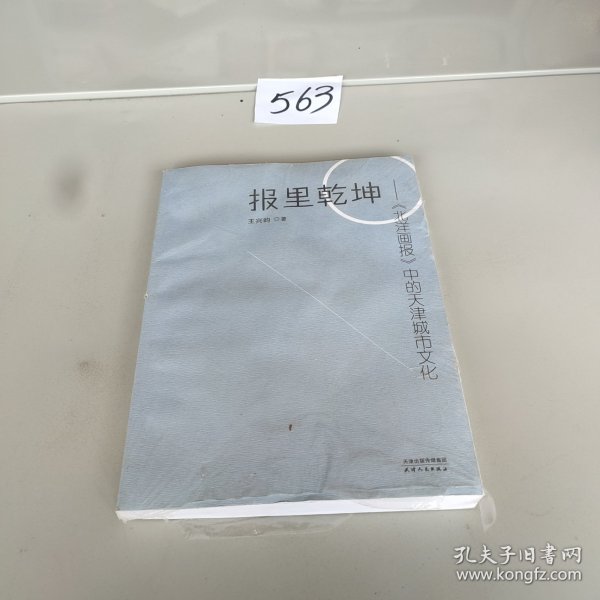 563
报里乾坤
王兴昀 ◎著
——《北洋画报》中的天津城市文化
天津出版传媒集团
天津人民出版社
孔夫子旧书网
www.kongfz.com